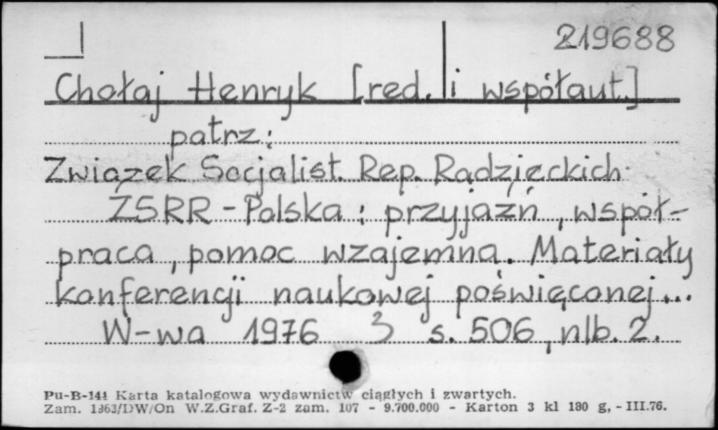 219688
Chołaj Henryk [red. i współaut.]
patrz:
Związek Socjalist. Rep. Radzieckich.
ZSRR - Polska : przyjaźń, współ-
praca, pomoc wzajemna. Materiały
konferencji naukowej poświęconej...
W-wa 1976 3 s. 506, nlb. 2.
Pu-B-141 Karta katalogowa wydawnictw ciągłych i zwartych.
Zam. 1363/DW/On W.Z.Graf. Z-2 zam. 107 - 9.700.000 - Karton 3 kl 180 g, - III.76.